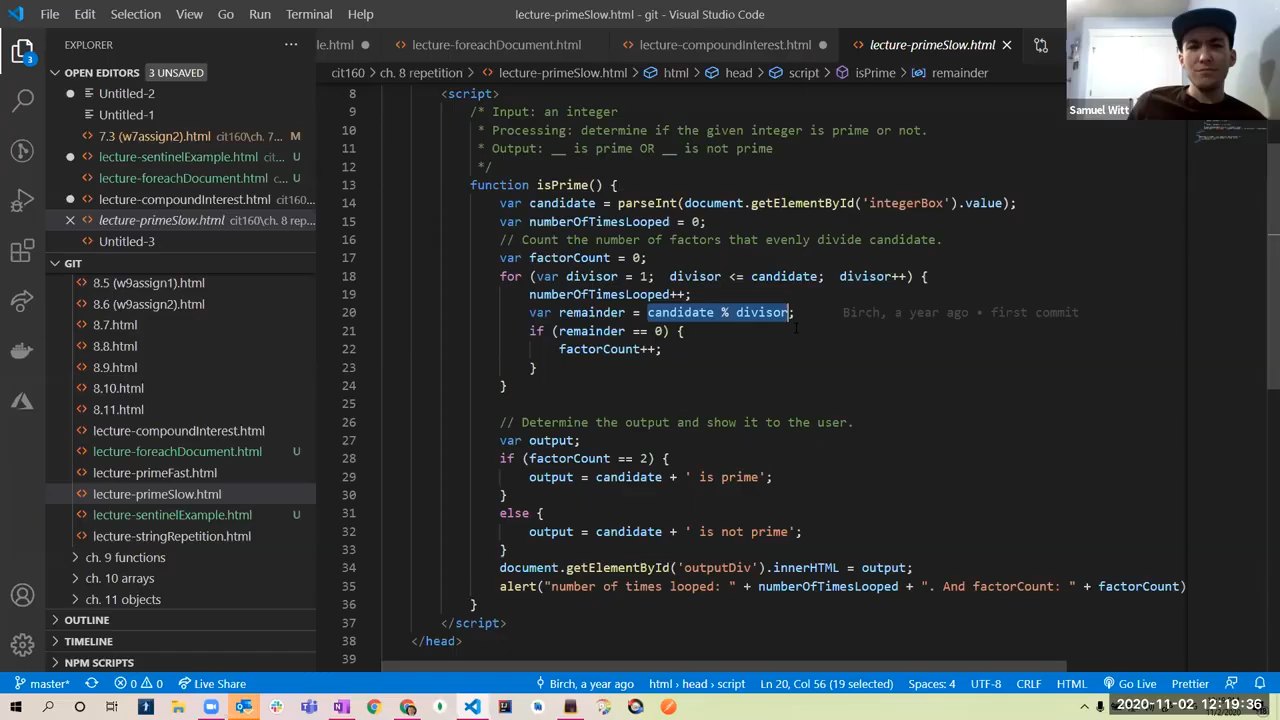 File Edit Selection View Go Run Terminal Help
lecture-primeSlow.html - git - Visual Studio Code
EXPLORER
OPEN EDITORS 3 UNSAVED
Untitled-2
Untitled-1
7.3 (w7assign2).html cit160\ch. 7... M
lecture-sentinelExample.html cit... U
lecture-foreachDocument.html c... U
lecture-compoundInterest.html cit160...
lecture-primeSlow.html cit160\ch. 8 rep...
Untitled-3
GIT
8.5 (w9assign1).html
8.6 (w9assign2).html
8.7.html
8.8.html
8.9.html
8.10.html
8.11.html
lecture-compoundInterest.html
lecture-foreachDocument.html U
lecture-primeFast.html
lecture-primeSlow.html
lecture-sentinelExample.html U
lecture-stringRepetition.html
ch. 9 functions
ch. 10 arrays
ch. 11 objects
OUTLINE
TIMELINE
NPM SCRIPTS
le.html lecture-foreachDocument.html lecture-compoundInterest.html lecture-primeSlow.html
cit160 > ch. 8 repetition > lecture-primeSlow.html > html > head > script > isPrime > remainder
8 <script>
9 /* Input: an integer
10 * Processing: determine if the given integer is prime or not.
11 * Output: __ is prime OR __ is not prime
12 */
13 function isPrime() {
14 var candidate = parseInt(document.getElementById('integerBox').value);
15 var numberOfTimesLooped = 0;
16 // Count the number of factors that evenly divide candidate.
17 var factorCount = 0;
18 for (var divisor = 1; divisor <= candidate; divisor++) {
19 numberOfTimesLooped++;
20 var remainder = candidate % divisor; Birch, a year ago • first commit
21 if (remainder == 0) {
22 factorCount++;
23 }
24 }
25
26 // Determine the output and show it to the user.
27 var output;
28 if (factorCount == 2) {
29 output = candidate + ' is prime';
30 }
31 else {
32 output = candidate + ' is not prime';
33 }
34 document.getElementById('outputDiv').innerHTML = output;
35 alert("number of times looped: " + numberOfTimesLooped + ". And factorCount: " + factorCount)
36 }
37 </script>
38 </head>
39
Samuel Witt
3
master* 0 0 Live Share Birch, a year ago html > head > script Ln 20, Col 56 (19 selected) Spaces: 4 UTF-8 CRLF HTML Go Live Prettier
2020-11-02 12:19:36